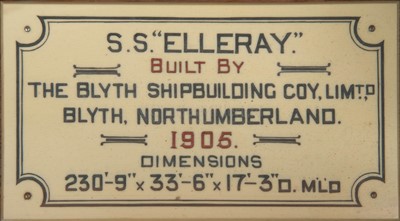 S.S. "ELLERAY."
BUILT BY
THE BLYTH SHIPBUILDING COY, LIMTD,
BLYTH, NORTHUMBERLAND.
1905.
DIMENSIONS
230'-9" x 33'-6" x 17'-3" D. MLD